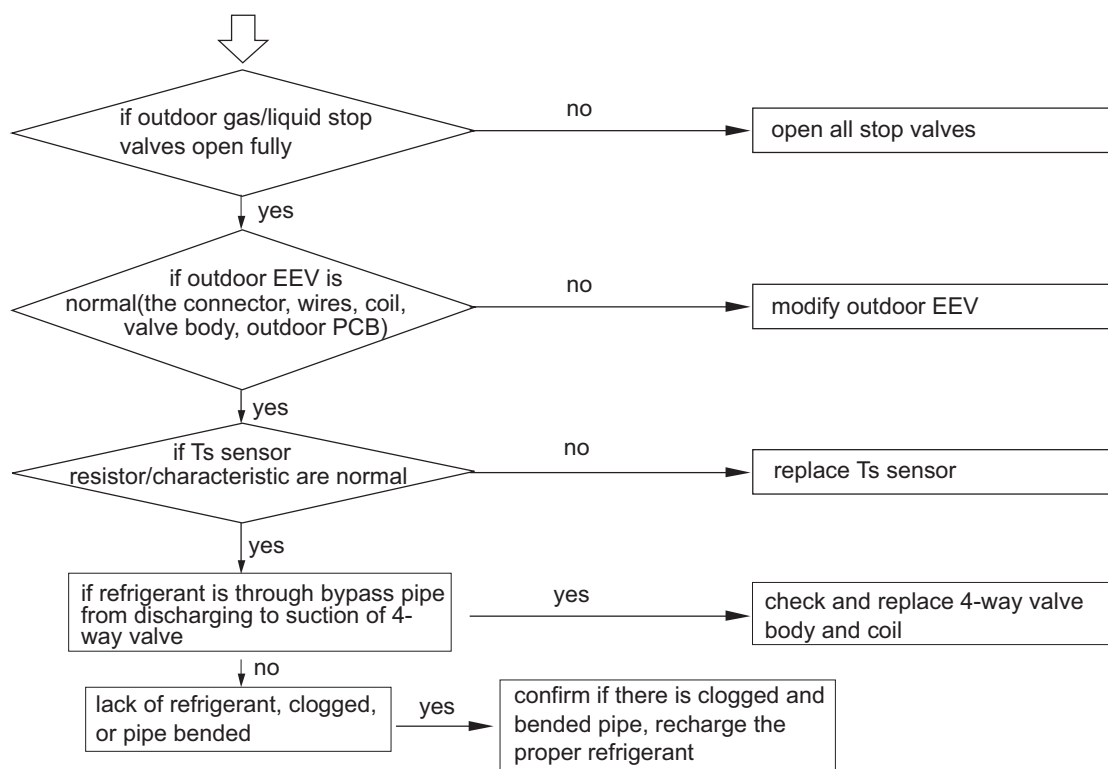 if outdoor gas/liquid stop
valves open fully
no
open all stop valves
yes
if outdoor EEV is
normal(the connector, wires, coil,
valve body, outdoor PCB)
no
modify outdoor EEV
yes
if Ts sensor
resistor/characteristic are normal
no
replace Ts sensor
yes
if refrigerant is through bypass pipe
from discharging to suction of 4-
way valve
yes
check and replace 4-way valve
body and coil
no
lack of refrigerant, clogged,
or pipe bended
yes
confirm if there is clogged and
bended pipe, recharge the
proper refrigerant